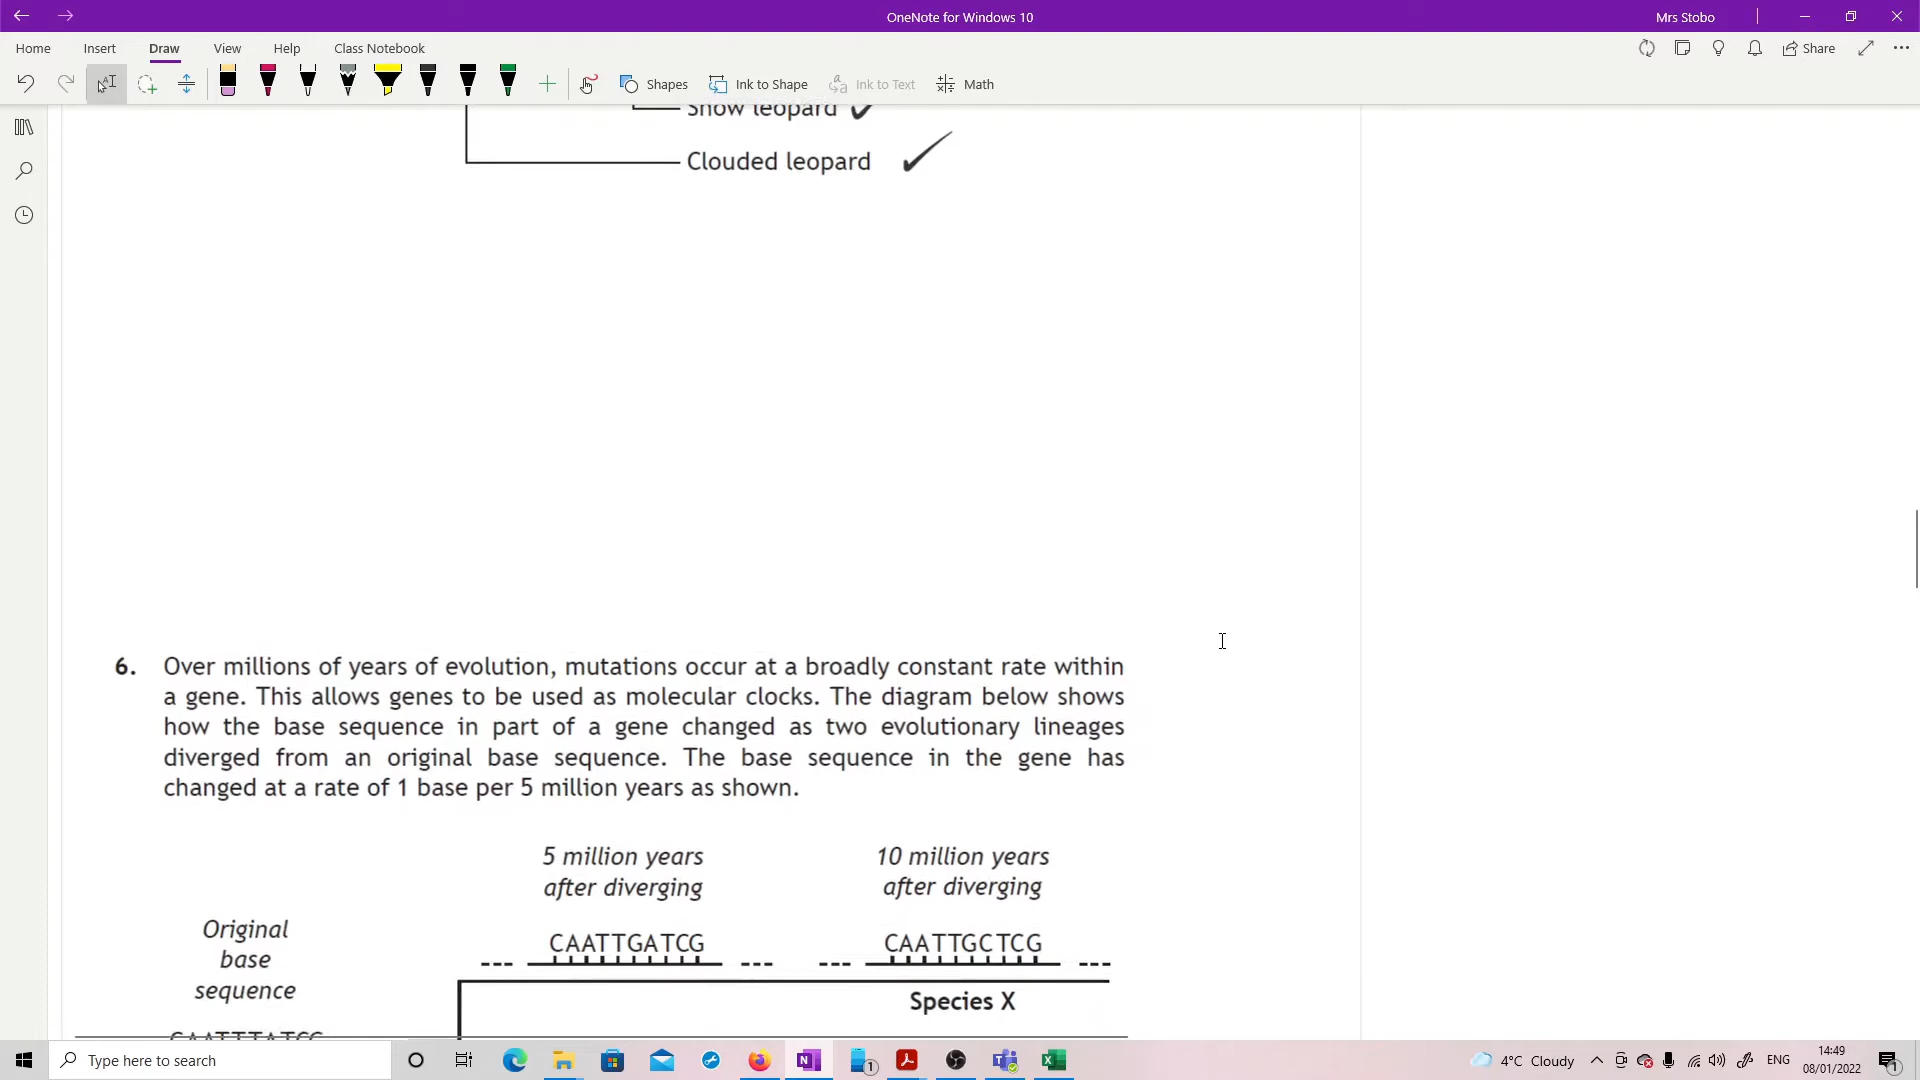 OneNote for Windows 10
Mrs Stobo
Home
Insert
Draw
View
Help
Class Notebook
Share
Shapes
Ink to Shape
Ink to Text
Math
Snow leopard
Clouded leopard
6. Over millions of years of evolution, mutations occur at a broadly constant rate within
a gene. This allows genes to be used as molecular clocks. The diagram below shows
how the base sequence in part of a gene changed as two evolutionary lineages
diverged from an original base sequence. The base sequence in the gene has
changed at a rate of 1 base per 5 million years as shown.
5 million years
after diverging
10 million years
after diverging
Original
base
sequence
CAATTGATCG
CAATTGCTCG
Species X
CAATTTATCG
Type here to search
4°C Cloudy
ENG
14:49
08/01/2022